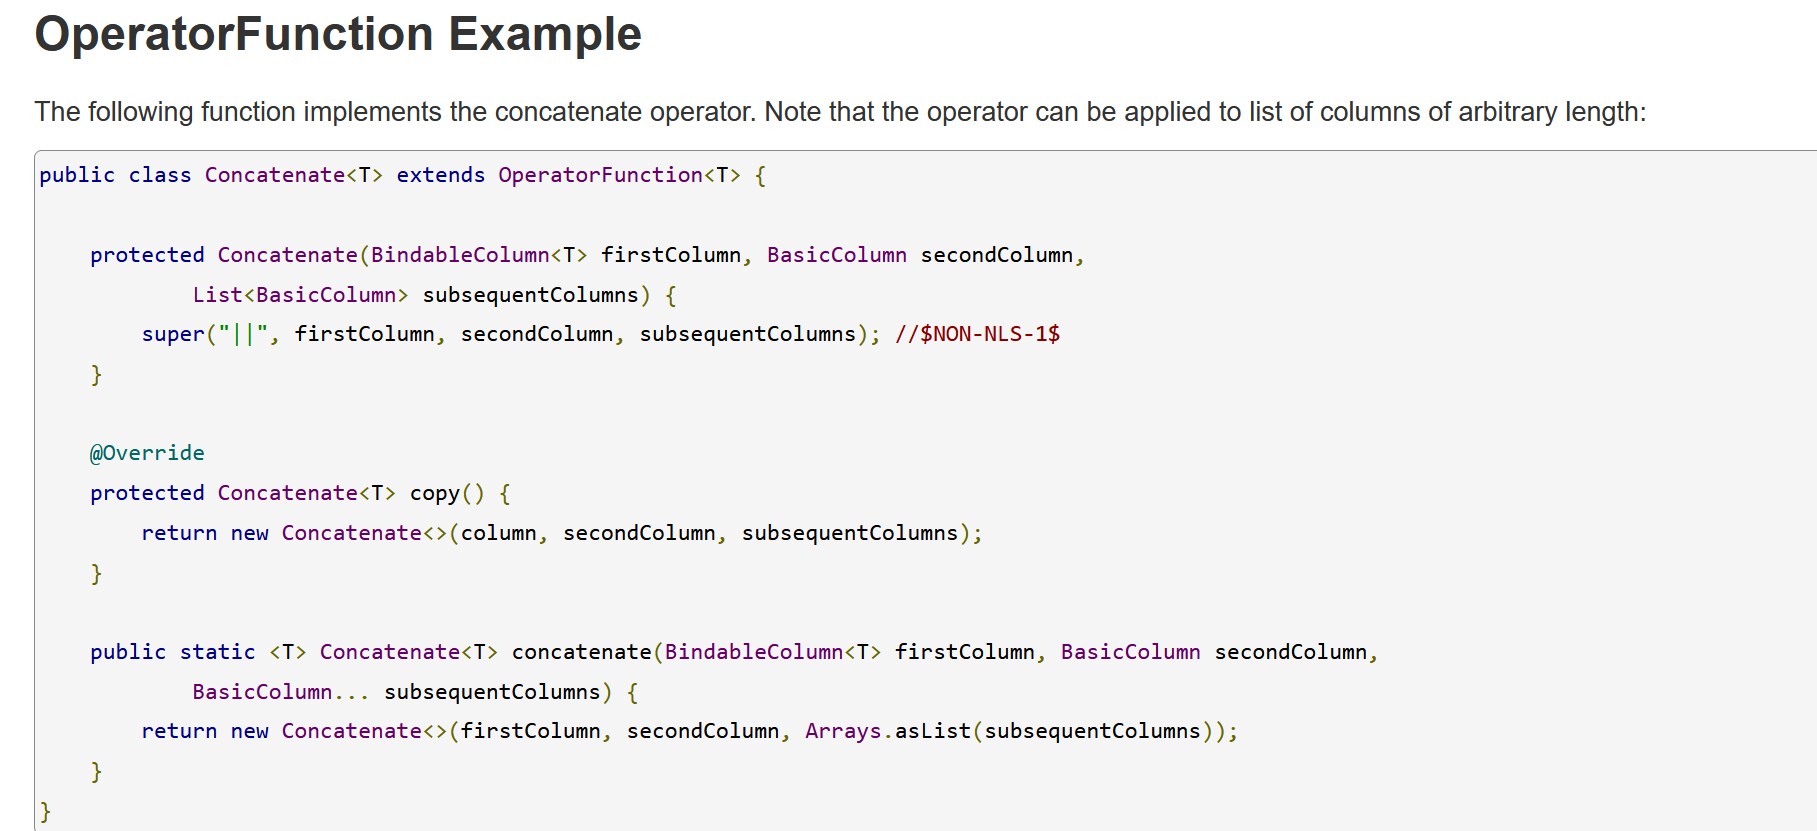 OperatorFunction Example
The following function implements the concatenate operator. Note that the operator can be applied to list of columns of arbitrary length:
public class Concatenate<T> extends OperatorFunction<T> {
    protected Concatenate(BindableColumn<T> firstColumn, BasicColumn secondColumn,
            List<BasicColumn> subsequentColumns) {
        super("||", firstColumn, secondColumn, subsequentColumns); //$NON-NLS-1$
    }
    @Override
    protected Concatenate<T> copy() {
        return new Concatenate<>(column, secondColumn, subsequentColumns);
    }
    public static <T> Concatenate<T> concatenate(BindableColumn<T> firstColumn, BasicColumn secondColumn,
            BasicColumn... subsequentColumns) {
        return new Concatenate<>(firstColumn, secondColumn, Arrays.asList(subsequentColumns));
    }
}